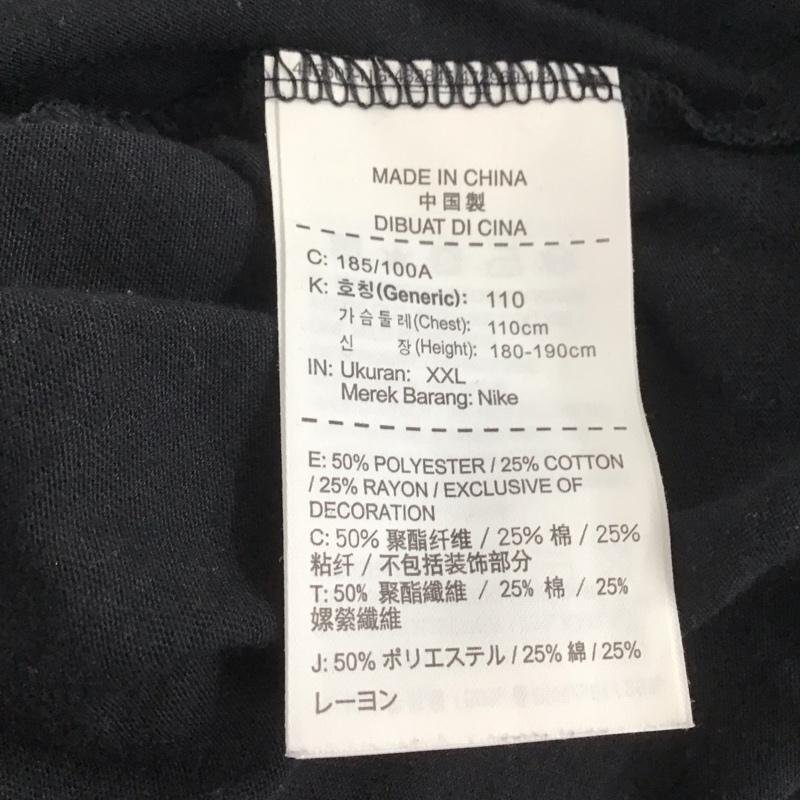 MADE IN CHINA
中国製
DIBUAT DI CINA
C: 185/100A
K: 호칭(Generic): 110
가슴둘레(Chest): 110cm
신 장(Height): 180-190cm
IN: Ukuran: XXL
Merek Barang: Nike
E: 50% POLYESTER / 25% COTTON
/ 25% RAYON / EXCLUSIVE OF
DECORATION
C: 50% 聚酯纤维 / 25% 棉 / 25%
粘纤 / 不包括装饰部分
T: 50% 聚酯纖維 / 25% 棉 / 25%
嫘縈纖維
J: 50% ポリエステル / 25% 綿 / 25%
レーヨン